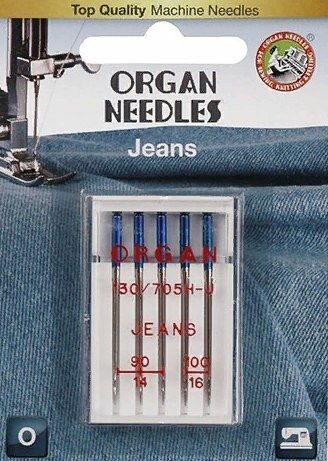 Top Quality Machine Needles
ORGAN
NEEDLES
Jeans
ORGAN
130/705H-J
JEANS
90 100
14 16
O